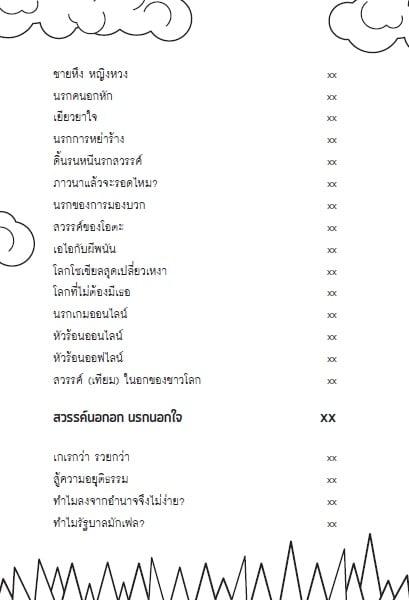 ชายหึง หญิงหวง xx
นรกคนอกหัก xx
เยียวยาใจ xx
นรกการหย่าร้าง xx
ดิ้นรนหนีนรกสวรรค์ xx
ภาวนาแล้วจะรอดไหม? xx
นรกของการมองบวก xx
สวรรค์ของโอตะ xx
เอไอกับผีพนัน xx
โลกโซเชียลสุดเปลี่ยวเหงา xx
โลกที่ไม่ต้องมีเธอ xx
นรกเกมออนไลน์ xx
หัวร้อนออนไลน์ xx
หัวร้อนออฟไลน์ xx
สวรรค์ (เทียม) ในอกของชาวโลก xx
สวรรค์นอกอก นรกนอกใจ xx
เกเรกว่า รวยกว่า xx
สู้ความอยุติธรรม xx
ทำไมลงจากอำนาจจึงไม่ง่าย? xx
ทำไมรัฐบาลมักเฟล? xx